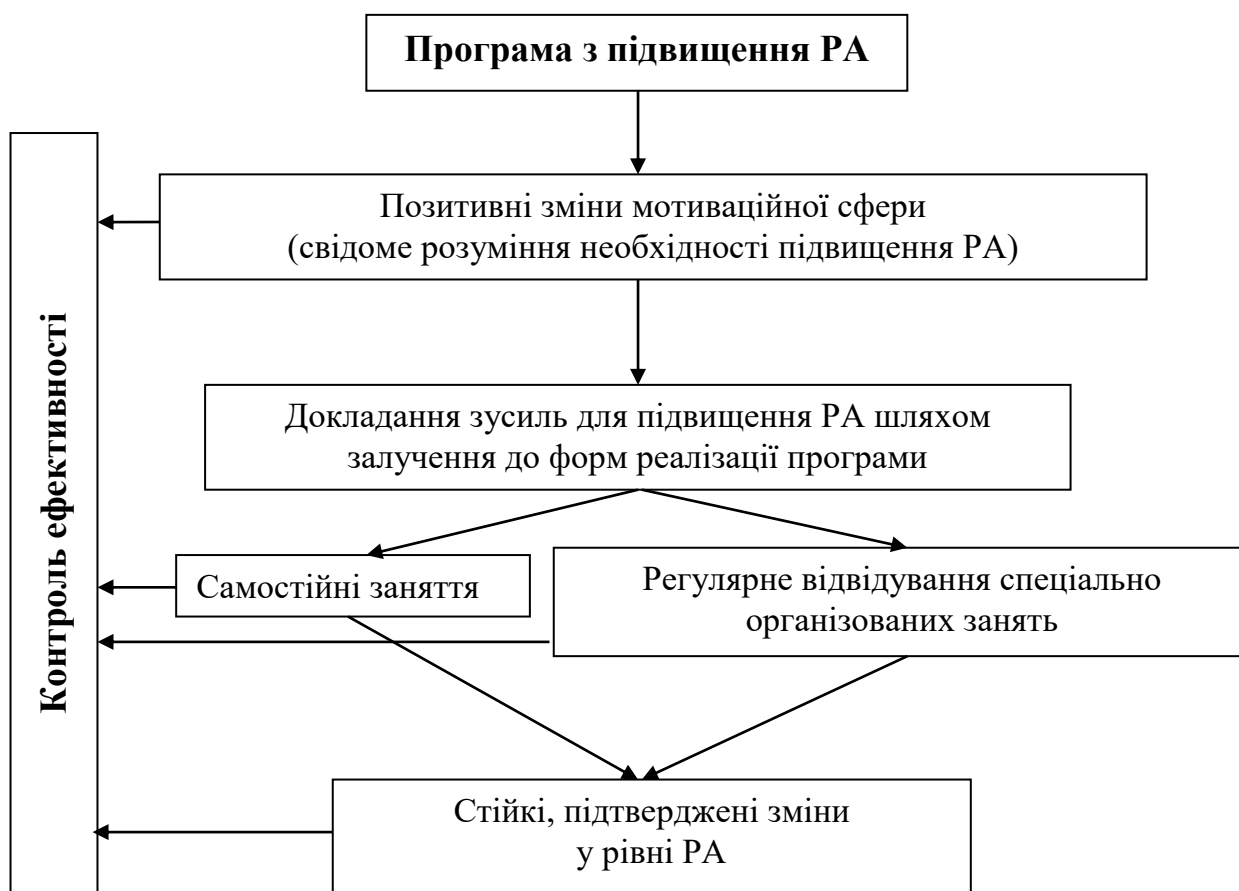 Програма з підвищення РА
Позитивні зміни мотиваційної сфери
(свідоме розуміння необхідності підвищення РА)
Контроль ефективності
Докладання зусиль для підвищення РА шляхом
залучення до форм реалізації програми
Самостійні заняття
Регулярне відвідування спеціально
організованих занять
Стійкі, підтверджені зміни
у рівні РА